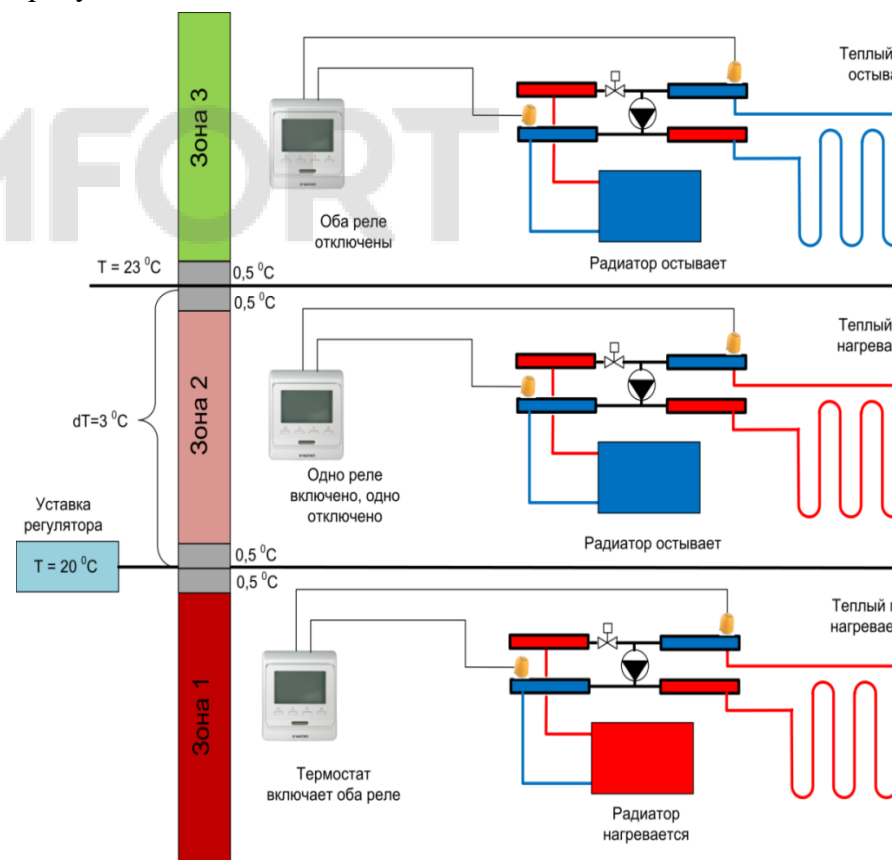 Зона 3
MFORT
Теплый
остыва
Оба реле
отключены
Радиатор остывает
T = 23 ⁰C
0,5 ⁰C
0,5 ⁰C
Теплый
нагрева
Зона 2
dT=3 ⁰C
Одно реле
включено, одно
отключено
Радиатор остывает
Уставка
регулятора
T = 20 ⁰C
0,5 ⁰C
0,5 ⁰C
Теплый
нагревае
Зона 1
Термостат
включает оба реле
Радиатор
нагревается